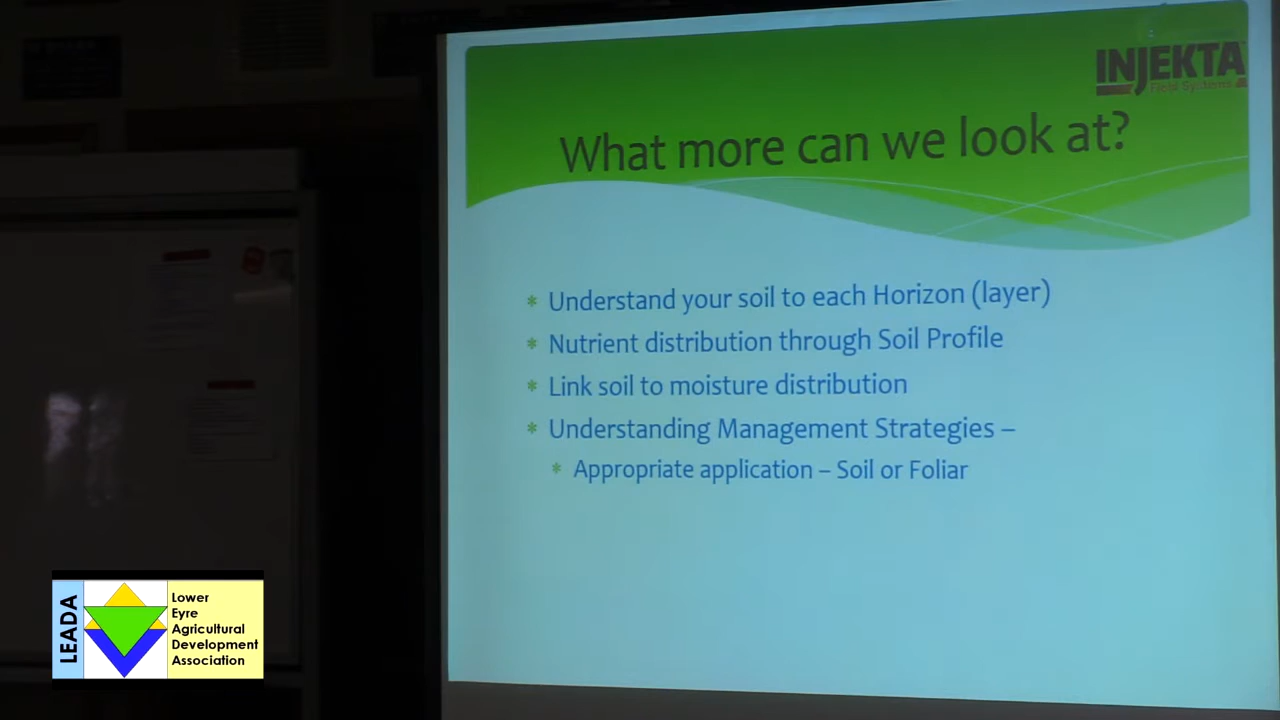 INJEKTA
Field Systems
What more can we look at?
* Understand your soil to each Horizon (layer)
* Nutrient distribution through Soil Profile
* Link soil to moisture distribution
* Understanding Management Strategies –
* Appropriate application – Soil or Foliar
LEADA
Lower
Eyre
Agricultural
Development
Association